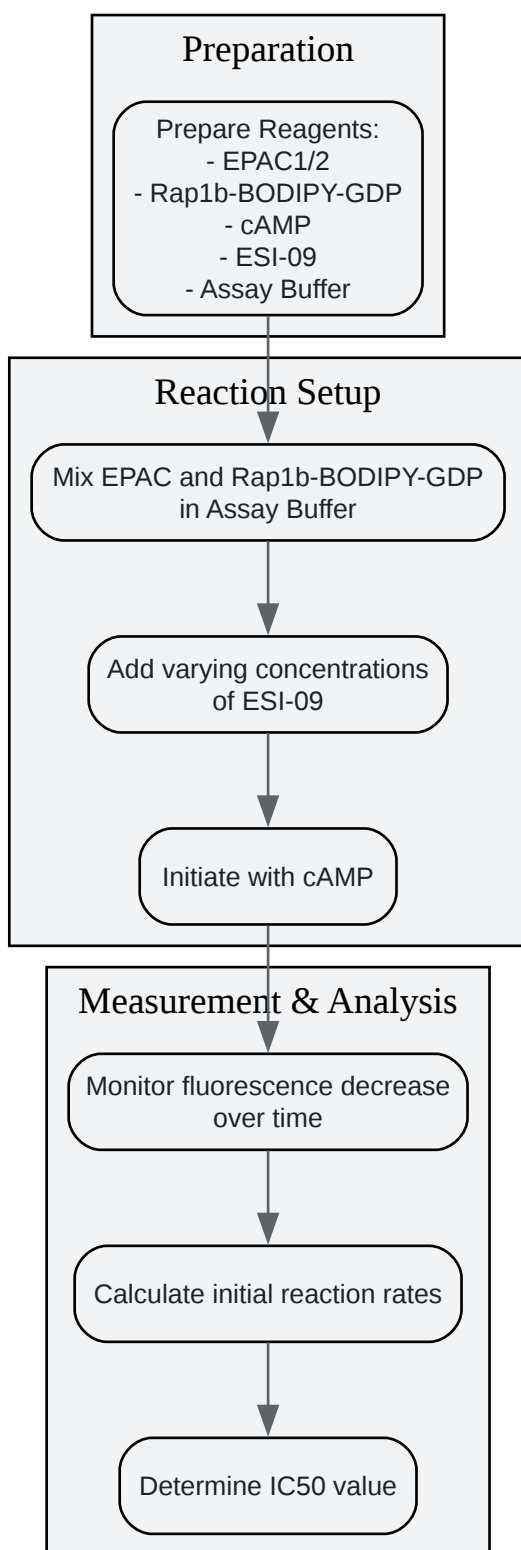 Preparation
Prepare Reagents:
- EPAC1/2
- Rap1b-BODIPY-GDP
- cAMP
- ESI-09
- Assay Buffer
Reaction Setup
Mix EPAC and Rap1b-BODIPY-GDP
in Assay Buffer
Add varying concentrations
of ESI-09
Initiate with cAMP
Measurement & Analysis
Monitor fluorescence decrease
over time
Calculate initial reaction rates
Determine IC50 value